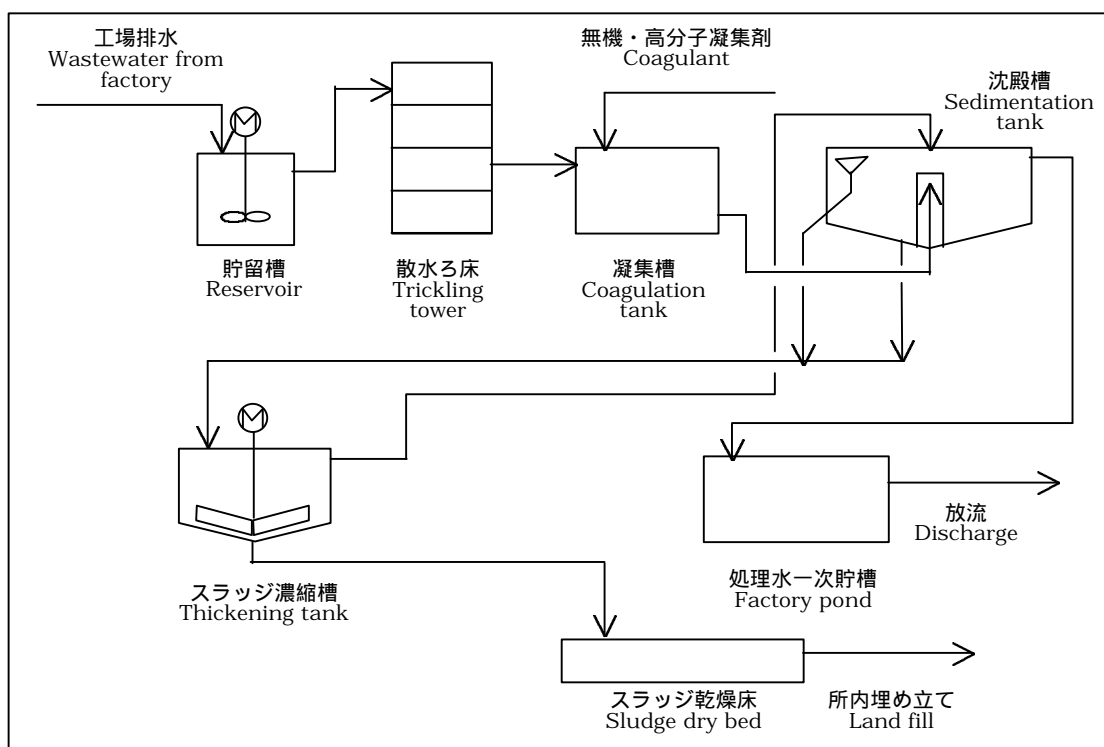 工場排水
Wastewater from
factory
無機・高分子凝集剤
Coagulant
沈殿槽
Sedimentation
tank
M
貯留槽
Reservoir
散水ろ床
Trickling
tower
凝集槽
Coagulation
tank
M
スラッジ濃縮槽
Thickening tank
放流
Discharge
処理水一次貯槽
Factory pond
スラッジ乾燥床
Sludge dry bed
所内埋め立て
Land fill